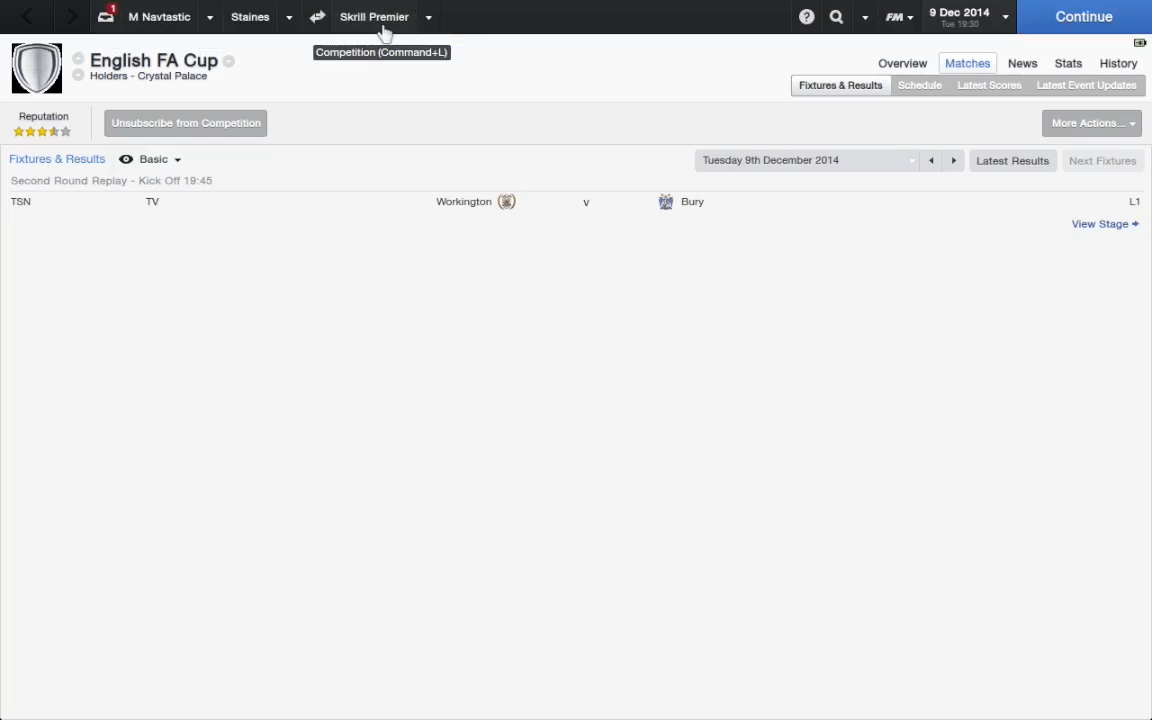 1
M Navtastic
Staines
Skrill Premier
?
FM
9 Dec 2014
Tue 19:30
Continue
Competition (Command+L)
English FA Cup
Holders - Crystal Palace
Overview
Matches
News
Stats
History
Fixtures & Results
Schedule
Latest Scores
Latest Event Updates
Reputation
Unsubscribe from Competition
More Actions...
Fixtures & Results
Basic
Tuesday 9th December 2014
Latest Results
Next Fixtures
Second Round Replay - Kick Off 19:45
TSN TV Workington v Bury L1
View Stage